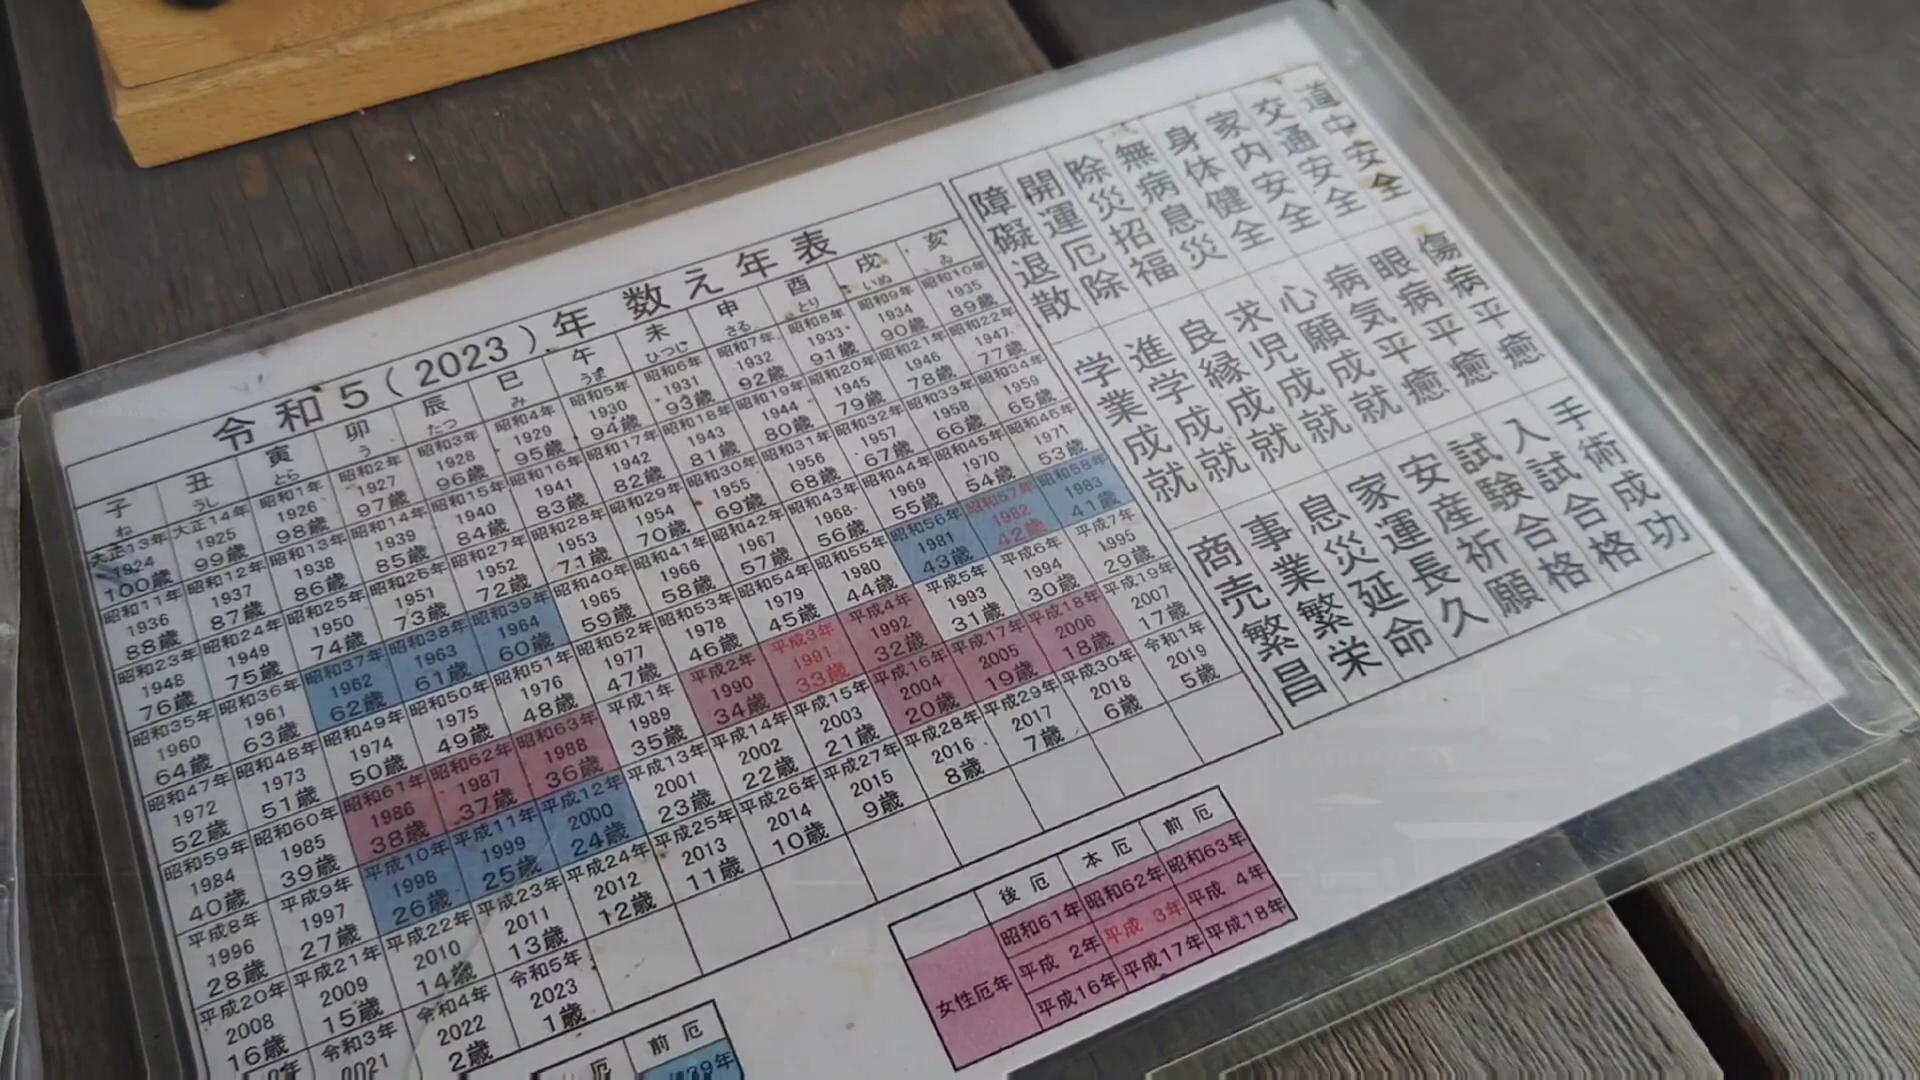 令和5(2023)年 数え年表
子 丑 寅 卯 辰 巳 午 未 申 酉 戌 亥
ね うし とら う たつ み うま ひつじ さる とり いぬ ゐ
大正13年 大正14年 昭和1年 昭和2年 昭和3年 昭和4年 昭和5年 昭和6年 昭和7年 昭和8年 昭和9年 昭和10年
1924 1925 1926 1927 1928 1929 1930 1931 1932 1933 1934 1935
100歳 99歳 98歳 97歳 96歳 95歳 94歳 93歳 92歳 91歳 90歳 89歳
昭和11年 昭和12年 昭和13年 昭和14年 昭和15年 昭和16年 昭和17年 昭和18年 昭和19年 昭和20年 昭和21年 昭和22年
1936 1937 1938 1939 1940 1941 1942 1943 1944 1945 1946 1947
88歳 87歳 86歳 85歳 84歳 83歳 82歳 81歳 80歳 79歳 78歳 77歳
昭和23年 昭和24年 昭和25年 昭和26年 昭和27年 昭和28年 昭和29年 昭和30年 昭和31年 昭和32年 昭和33年 昭和34年
1948 1949 1950 1951 1952 1953 1954 1955 1956 1957 1958 1959
76歳 75歳 74歳 73歳 72歳 71歳 70歳 69歳 68歳 67歳 66歳 65歳
昭和35年 昭和36年 昭和37年 昭和38年 昭和39年 昭和40年 昭和41年 昭和42年 昭和43年 昭和44年 昭和45年 昭和46年
1960 1961 1962 1963 1964 1965 1966 1967 1968 1969 1970 1971
64歳 63歳 62歳 61歳 60歳 59歳 58歳 57歳 56歳 55歳 54歳 53歳
昭和47年 昭和48年 昭和49年 昭和50年 昭和51年 昭和52年 昭和53年 昭和54年 昭和55年 昭和56年 昭和57年 昭和58年
1972 1973 1974 1975 1976 1977 1978 1979 1980 1981 1982 1983
52歳 51歳 50歳 49歳 48歳 47歳 46歳 45歳 44歳 43歳 42歳 41歳
昭和59年 昭和60年 昭和61年 昭和62年 昭和63年 平成1年 平成2年 平成3年 平成4年 平成5年 平成6年 平成7年
1984 1985 1986 1987 1988 1989 1990 1991 1992 1993 1994 1995
40歳 39歳 38歳 37歳 36歳 35歳 34歳 33歳 32歳 31歳 30歳 29歳
平成8年 平成9年 平成10年 平成11年 平成12年 平成13年 平成14年 平成15年 平成16年 平成17年 平成18年 平成19年
1996 1997 1998 1999 2000 2001 2002 2003 2004 2005 2006 2007
28歳 27歳 26歳 25歳 24歳 23歳 22歳 21歳 20歳 19歳 18歳 17歳
平成20年 平成21年 平成22年 平成23年 平成24年 平成25年 平成26年 平成27年 平成28年 平成29年 平成30年 令和1年
2008 2009 2010 2011 2012 2013 2014 2015 2016 2017 2018 2019
16歳 15歳 14歳 13歳 12歳 11歳 10歳 9歳 8歳 7歳 6歳 5歳
令和3年 令和4年 令和5年
2021 2022 2023
2歳 1歳
道中安全
交通安全
家内安全
身体健全
無病息災
除災招福
開運厄除
障礙退散
傷病平癒
眼病平癒
病気平癒
心願成就
求児成就
良縁成就
進学成就
学業成就
手術成功
入試合格
試験合格
安産祈願
家運長久
息災延命
事業繁栄
商売繁昌
後厄 本厄 前厄
女性厄年
昭和61年 昭和62年 昭和63年
平成 2年 平成 3年 平成 4年
平成16年 平成17年 平成18年
前厄